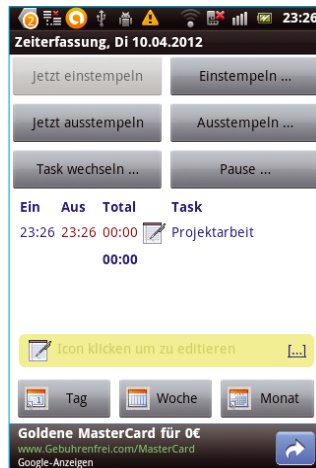 23:26
Zeiterfassung, Di 10.04.2012
Jetzt einstempeln Einstempeln ...
Jetzt ausstempeln Ausstempeln ...
Task wechseln ... Pause ...
Ein Aus Total Task
23:26 23:26 00:00 Projektarbeit
00:00
Icon klicken um zu editieren [...]
Tag Woche Monat
Goldene MasterCard für 0€
www.Gebuhrenfrei.com/MasterCard
Google-Anzeigen